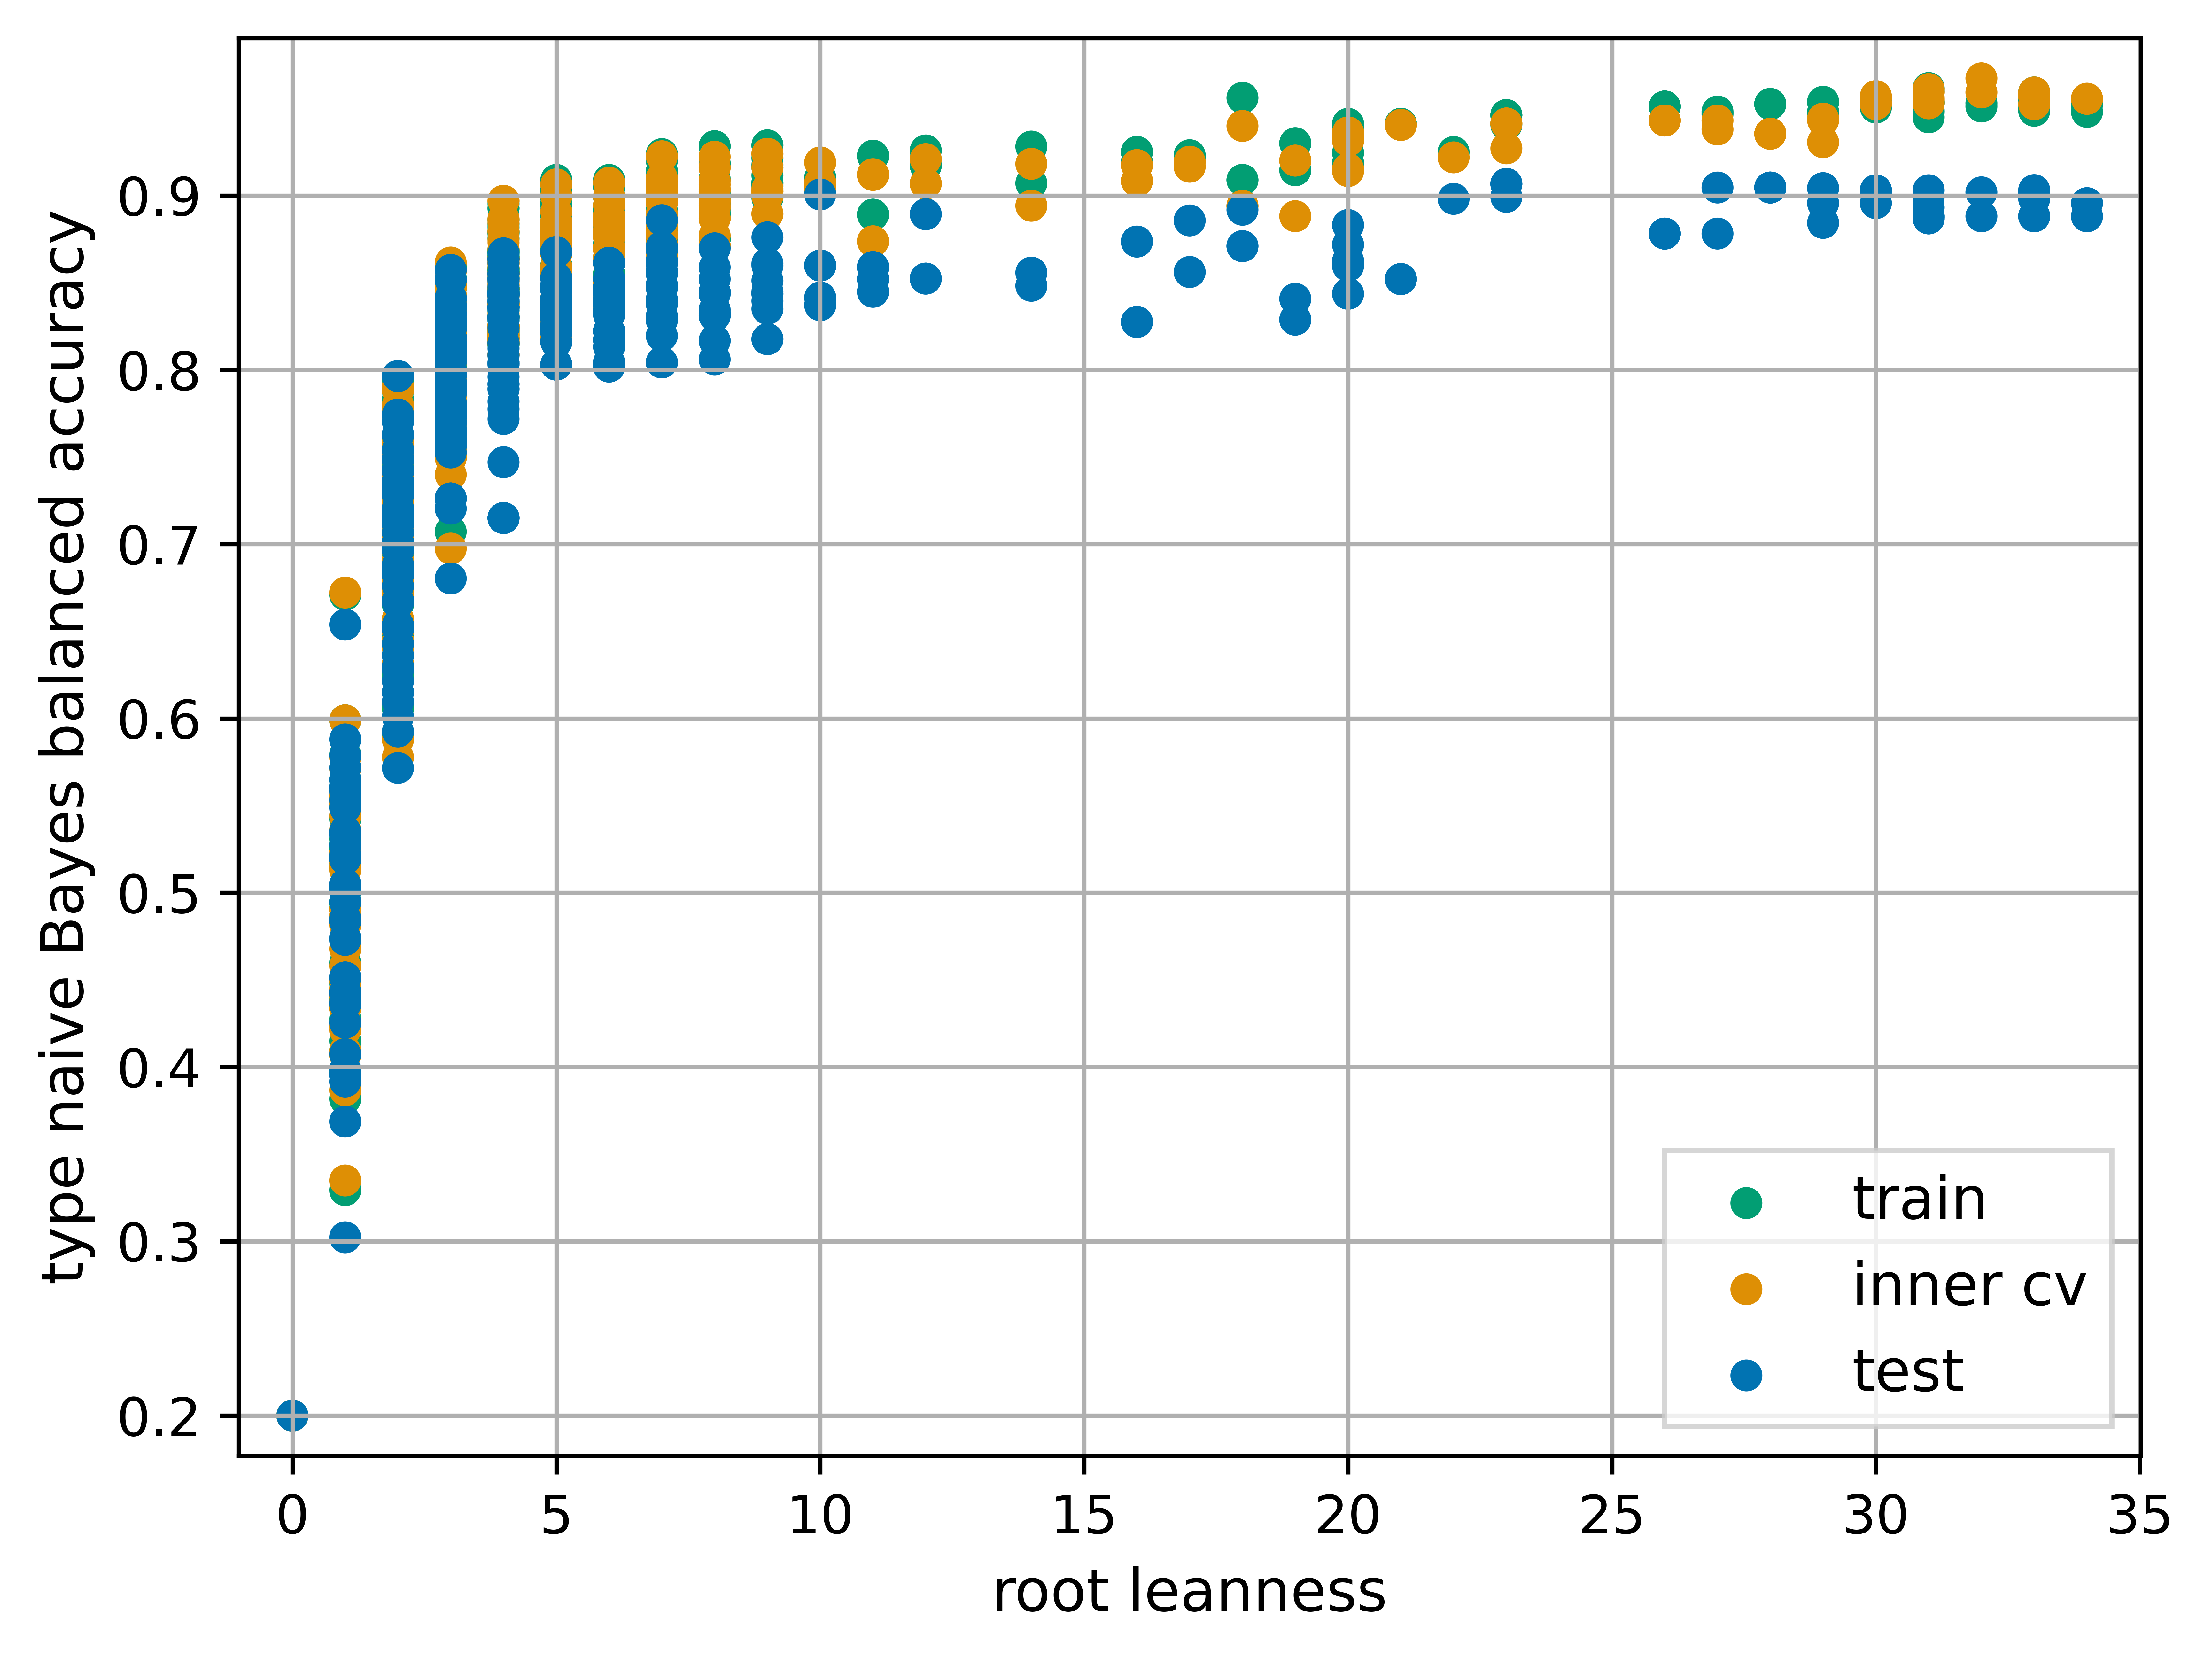 type naive Bayes balanced accuracy
0.9
0.8
0.7
0.6
0.5
0.4
0.3
0.2
train
inner cv
test
0 5 10 15 20 25 30 35
root leanness